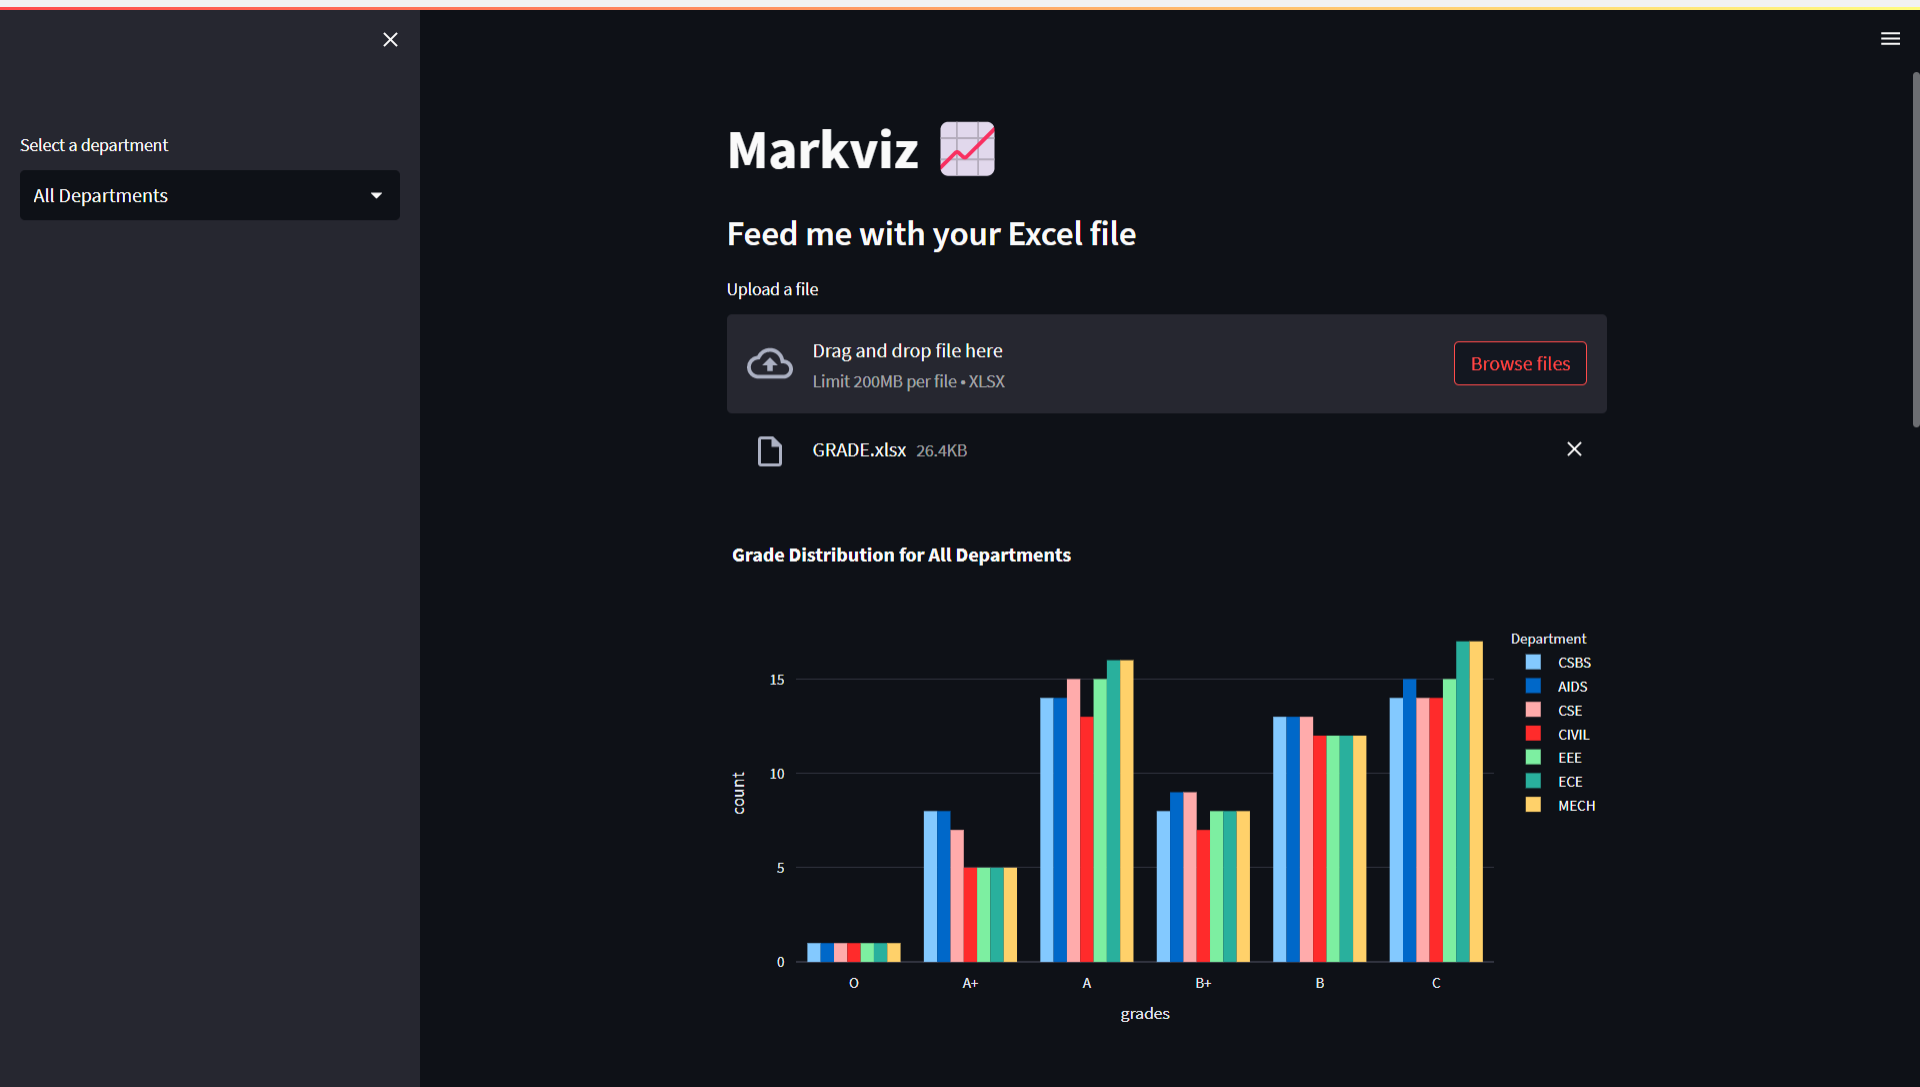 Select a department
All Departments
Markviz
Feed me with your Excel file
Upload a file
Drag and drop file here
Limit 200MB per file • XLSX
Browse files
GRADE.xlsx 26.4KB
Grade Distribution for All Departments
Department
CSBS
AIDS
CSE
CIVIL
EEE
ECE
MECH
15
10
5
0
count
O A+ A B+ B C
grades